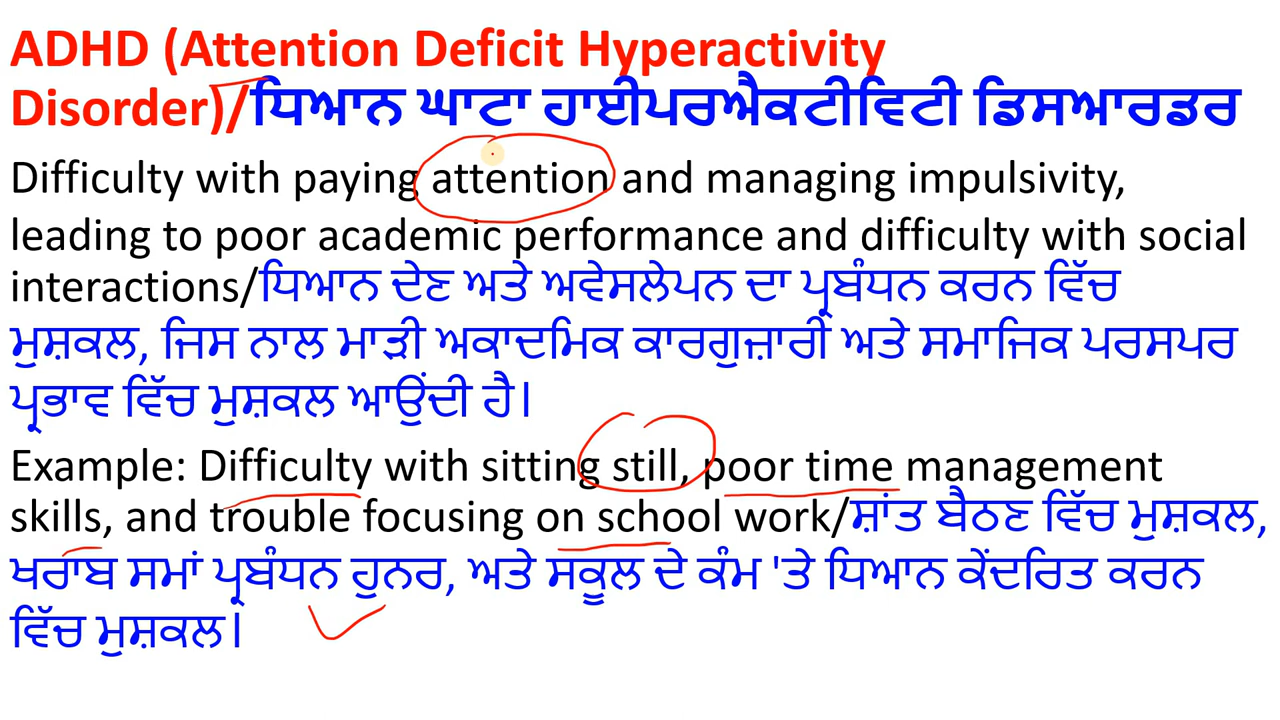 ADHD (Attention Deficit Hyperactivity
Disorder)/ਧਿਆਨ ਘਾਟਾ ਹਾਈਪਰਐਕਟੀਵਿਟੀ ਡਿਸਆਰਡਰ
Difficulty with paying attention and managing impulsivity,
leading to poor academic performance and difficulty with social
interactions/ਧਿਆਨ ਦੇਣ ਅਤੇ ਅਵੇਸਲੇਪਨ ਦਾ ਪ੍ਰਬੰਧਨ ਕਰਨ ਵਿੱਚ
ਮੁਸ਼ਕਲ, ਜਿਸ ਨਾਲ ਮਾੜੀ ਅਕਾਦਮਿਕ ਕਾਰਗੁਜ਼ਾਰੀ ਅਤੇ ਸਮਾਜਿਕ ਪਰਸਪਰ
ਪ੍ਰਭਾਵ ਵਿੱਚ ਮੁਸ਼ਕਲ ਆਉਂਦੀ ਹੈ।
Example: Difficulty with sitting still, poor time management
skills, and trouble focusing on school work/ਸ਼ਾਂਤ ਬੈਠਣ ਵਿੱਚ ਮੁਸ਼ਕਲ,
ਖਰਾਬ ਸਮਾਂ ਪ੍ਰਬੰਧਨ ਹੁਨਰ, ਅਤੇ ਸਕੂਲ ਦੇ ਕੰਮ 'ਤੇ ਧਿਆਨ ਕੇਂਦਰਿਤ ਕਰਨ
ਵਿੱਚ ਮੁਸ਼ਕਲ।